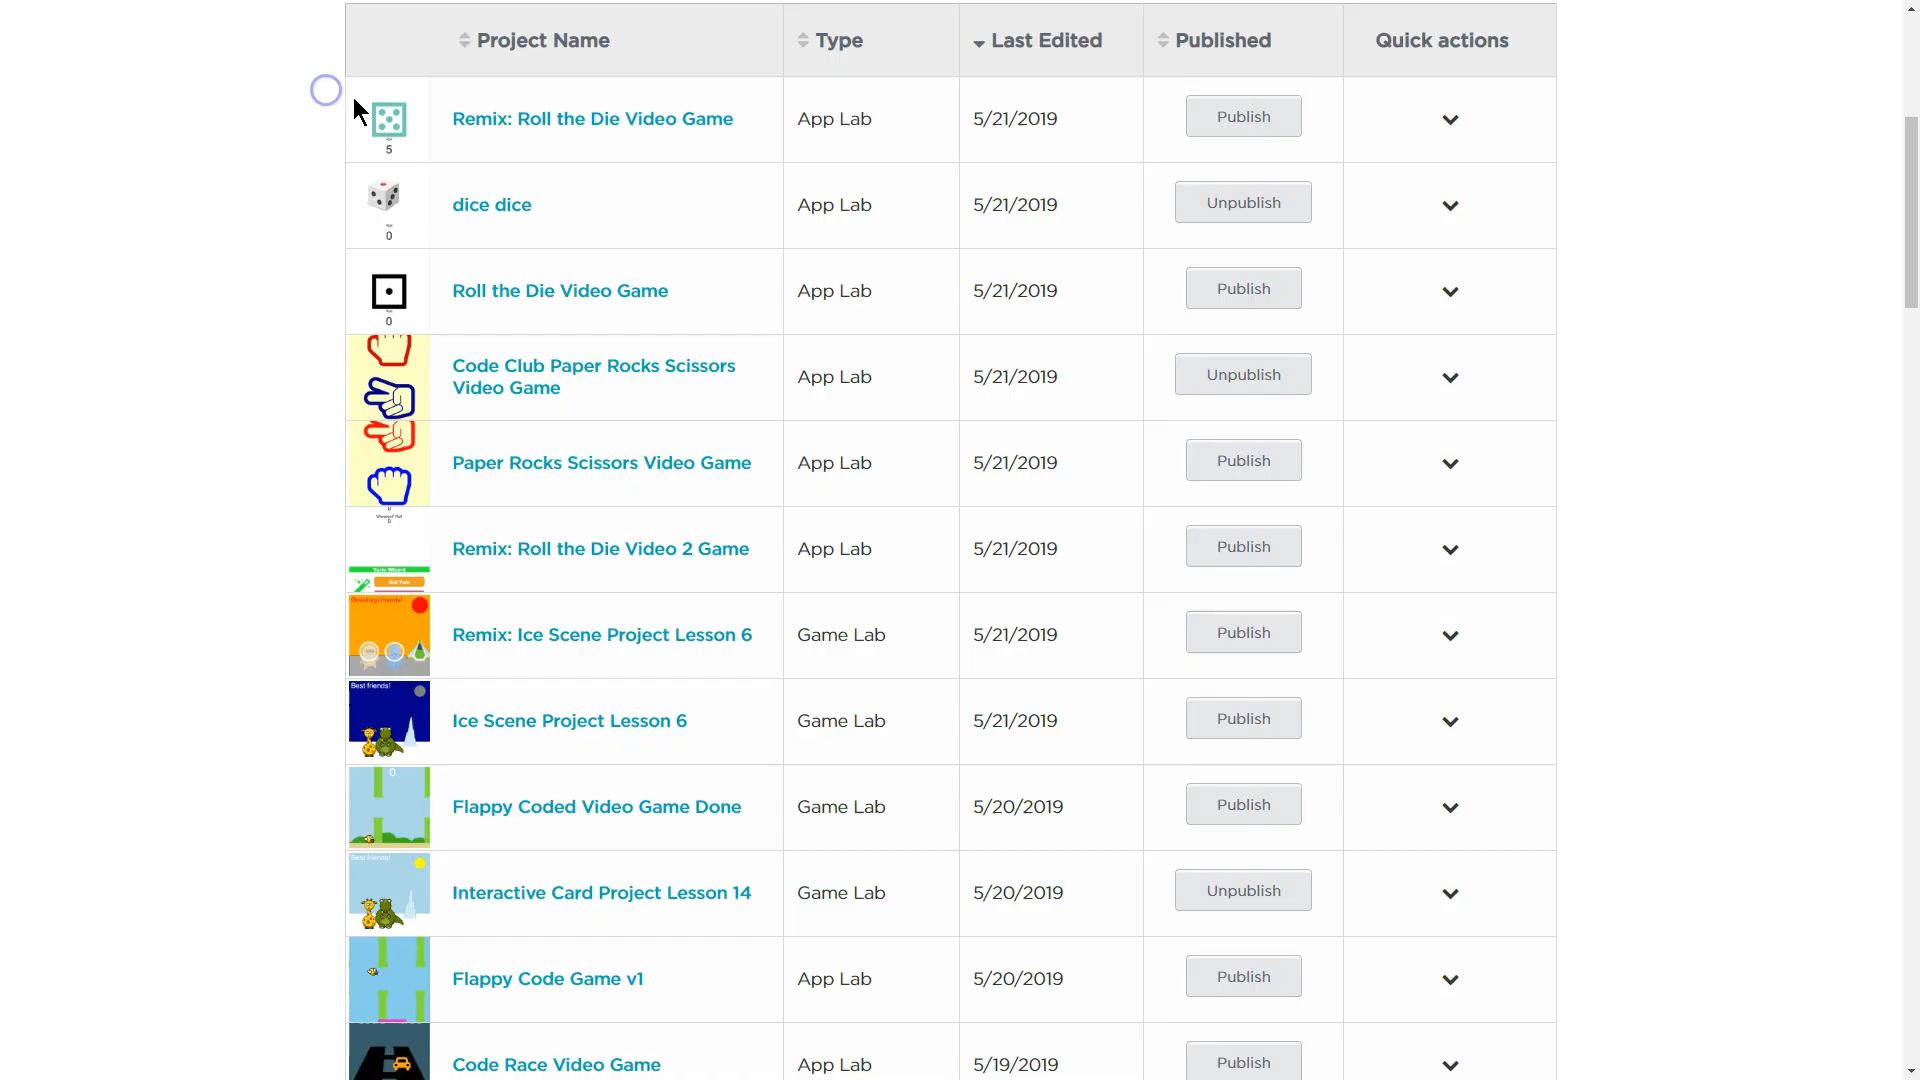 Project Name Type Last Edited Published Quick actions
Remix: Roll the Die Video Game App Lab 5/21/2019 Publish
5
dice dice App Lab 5/21/2019 Unpublish
0
Roll the Die Video Game App Lab 5/21/2019 Publish
0
Code Club Paper Rocks Scissors
Video Game App Lab 5/21/2019 Unpublish
Paper Rocks Scissors Video Game App Lab 5/21/2019 Publish
0
0
Remix: Roll the Die Video 2 Game App Lab 5/21/2019 Publish
Remix: Ice Scene Project Lesson 6 Game Lab 5/21/2019 Publish
Best friends!
Ice Scene Project Lesson 6 Game Lab 5/21/2019 Publish
0
Flappy Coded Video Game Done Game Lab 5/20/2019 Publish
Best friends!
Interactive Card Project Lesson 14 Game Lab 5/20/2019 Unpublish
Flappy Code Game v1 App Lab 5/20/2019 Publish
Code Race Video Game App Lab 5/19/2019 Publish